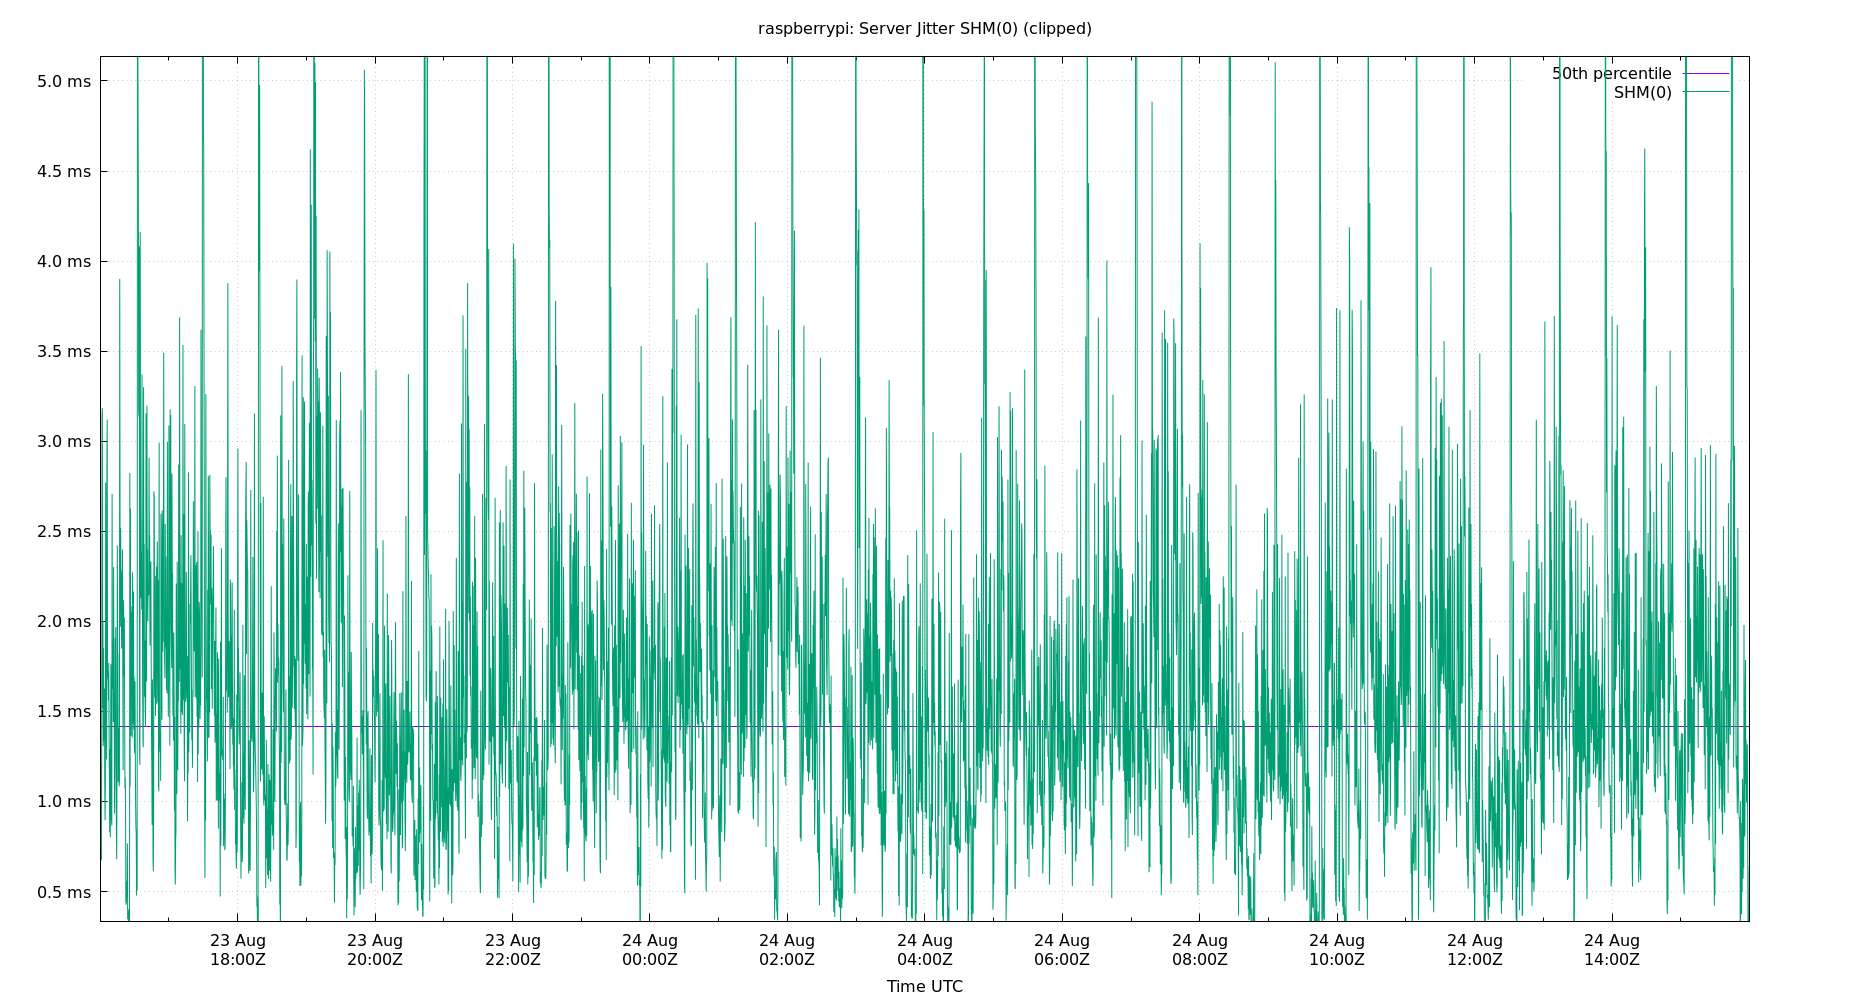 raspberrypi: Server Jitter SHM(0) (clipped)
50th percentile
SHM(0)
5.0 ms
4.5 ms
4.0 ms
3.5 ms
3.0 ms
2.5 ms
2.0 ms
1.5 ms
1.0 ms
0.5 ms
23 Aug 23 Aug 23 Aug 24 Aug 24 Aug 24 Aug 24 Aug 24 Aug 24 Aug 24 Aug 24 Aug
18:00Z 20:00Z 22:00Z 00:00Z 02:00Z 04:00Z 06:00Z 08:00Z 10:00Z 12:00Z 14:00Z
Time UTC